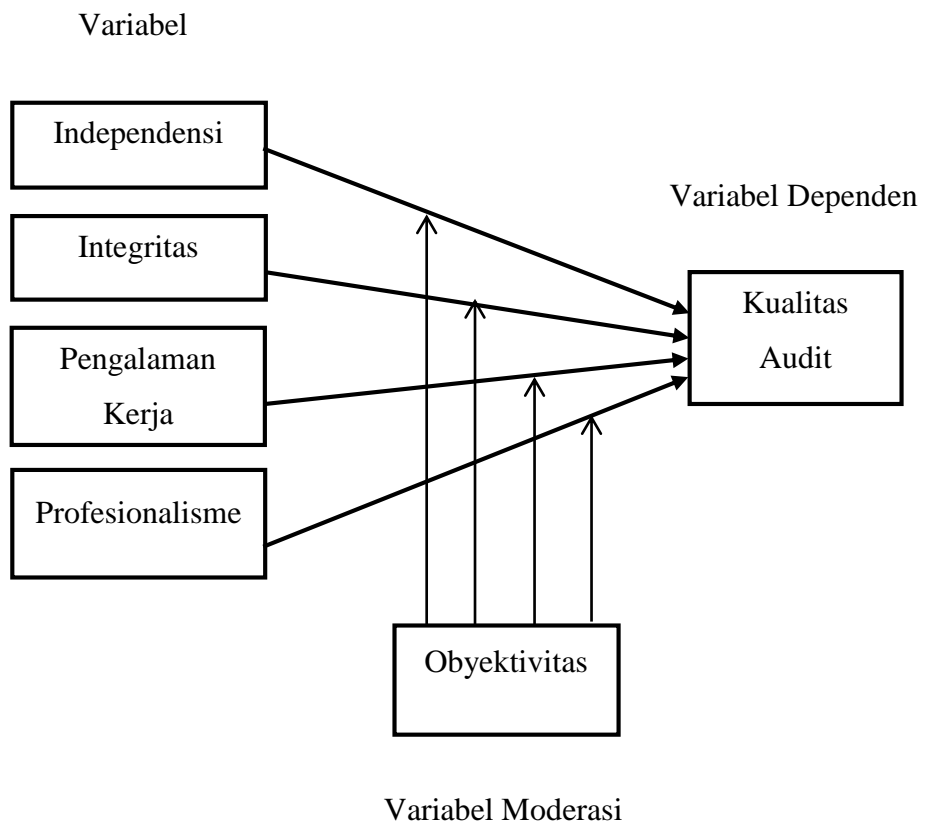 Variabel
Independensi
Integritas
Pengalaman
Kerja
Profesionalisme
Variabel Dependen
Kualitas
Audit
Obyektivitas
Variabel Moderasi